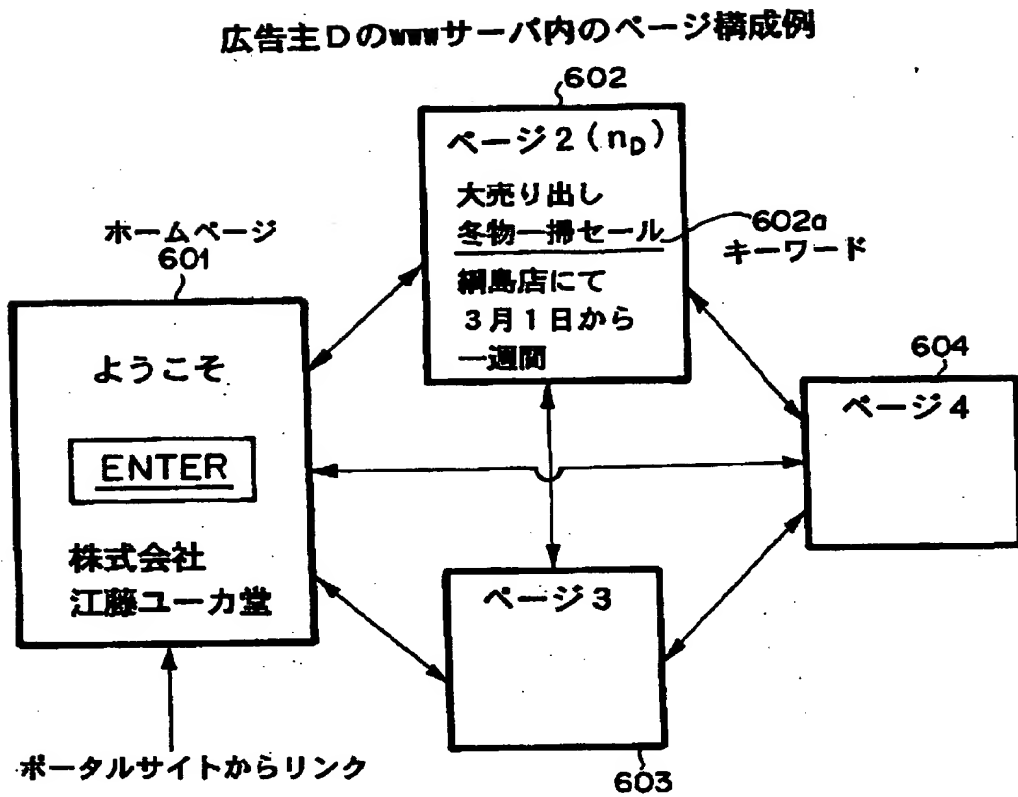 広告主Dのwwwサーバ内のページ構成例
602
ページ2(nD)
大売り出し
冬物一掃セール
綱島店にて
3月1日から
一週間
602a
キーワード
ホームページ
601
ようこそ
ENTER
株式会社
江藤ユーカ堂
604
ページ4
ページ3
603
ポータルサイトからリンク